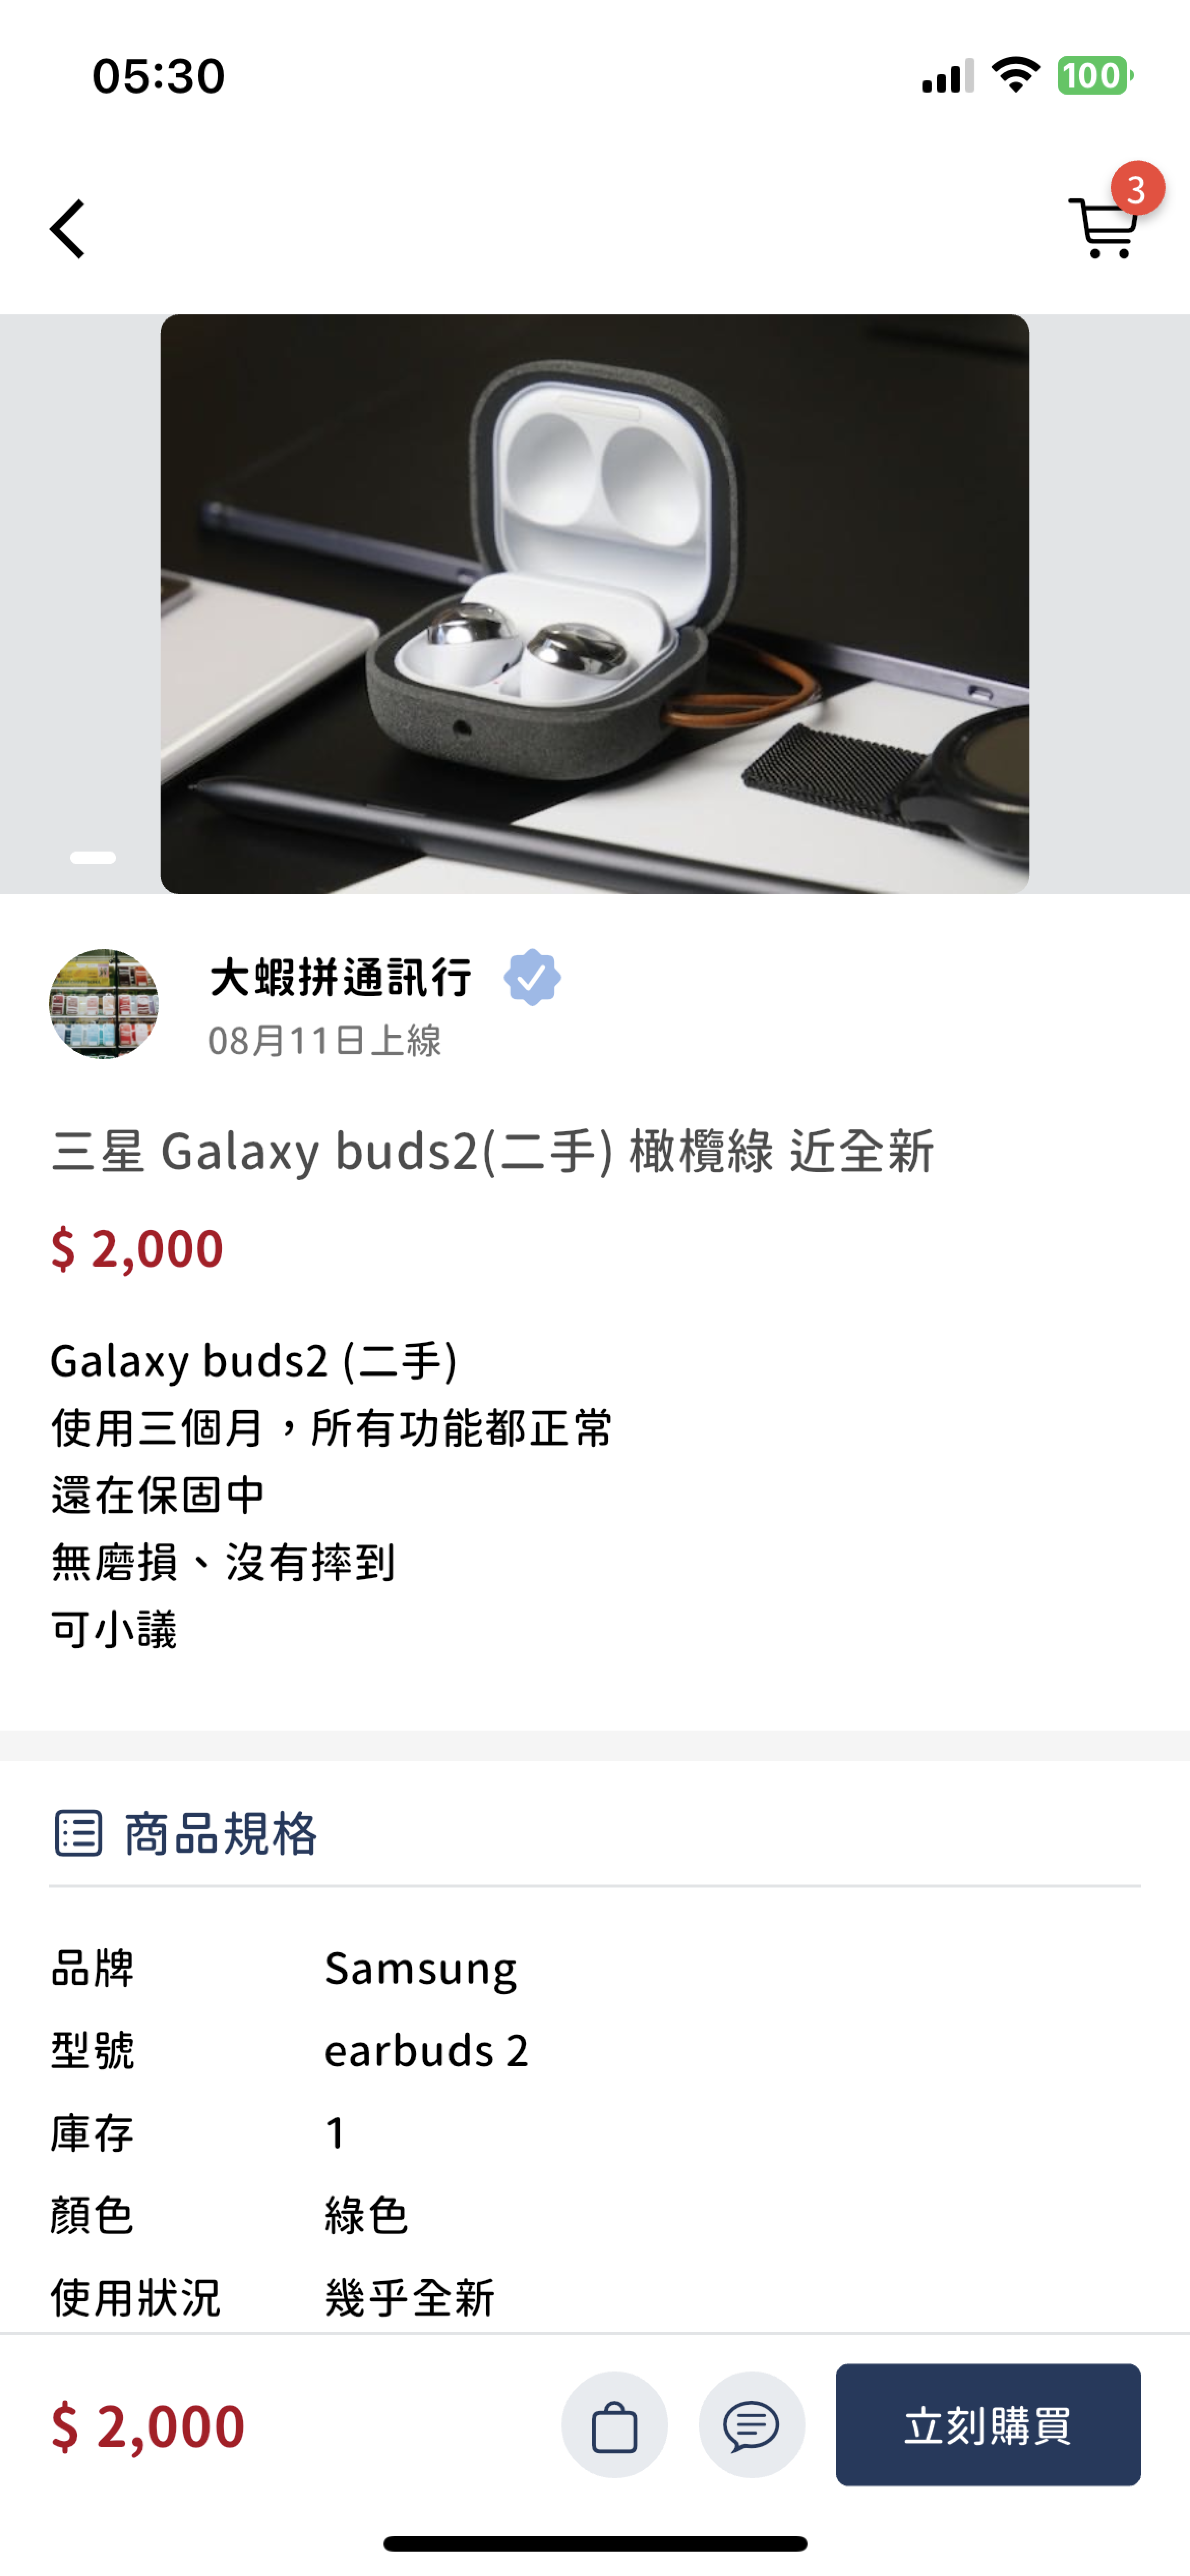 05:30
100
3
大蝦拼通訊行
08月11日上線
三星 Galaxy buds2(二手) 橄欖綠 近全新
$ 2,000
Galaxy buds2 (二手)
使用三個月，所有功能都正常
還在保固中
無磨損、沒有摔到
可小議
商品規格
品牌 Samsung
型號 earbuds 2
庫存 1
顏色 綠色
使用狀況 幾乎全新
$ 2,000
立刻購買